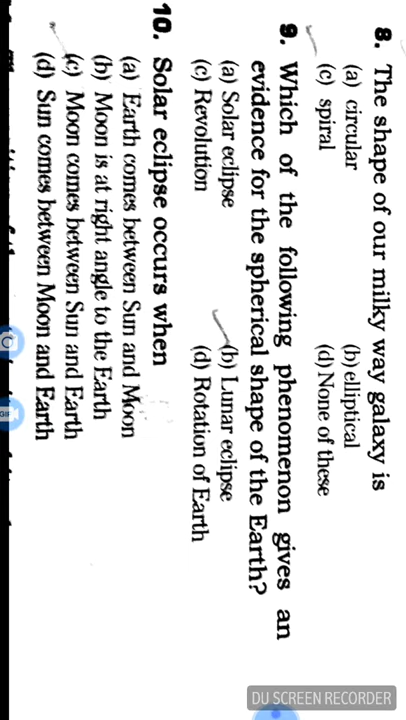 8. The shape of our milky way galaxy is
(a) circular (b) elliptical
(c) spiral (d) None of these
9. Which of the following phenomenon gives an
evidence for the spherical shape of the Earth?
(a) Solar eclipse (b) Lunar eclipse
(c) Revolution (d) Rotation of Earth
10. Solar eclipse occurs when
(a) Earth comes between Sun and Moon
(b) Moon is at right angle to the Earth
(c) Moon comes between Sun and Earth
(d) Sun comes between Moon and Earth
GIF
DU SCREEN RECORDER